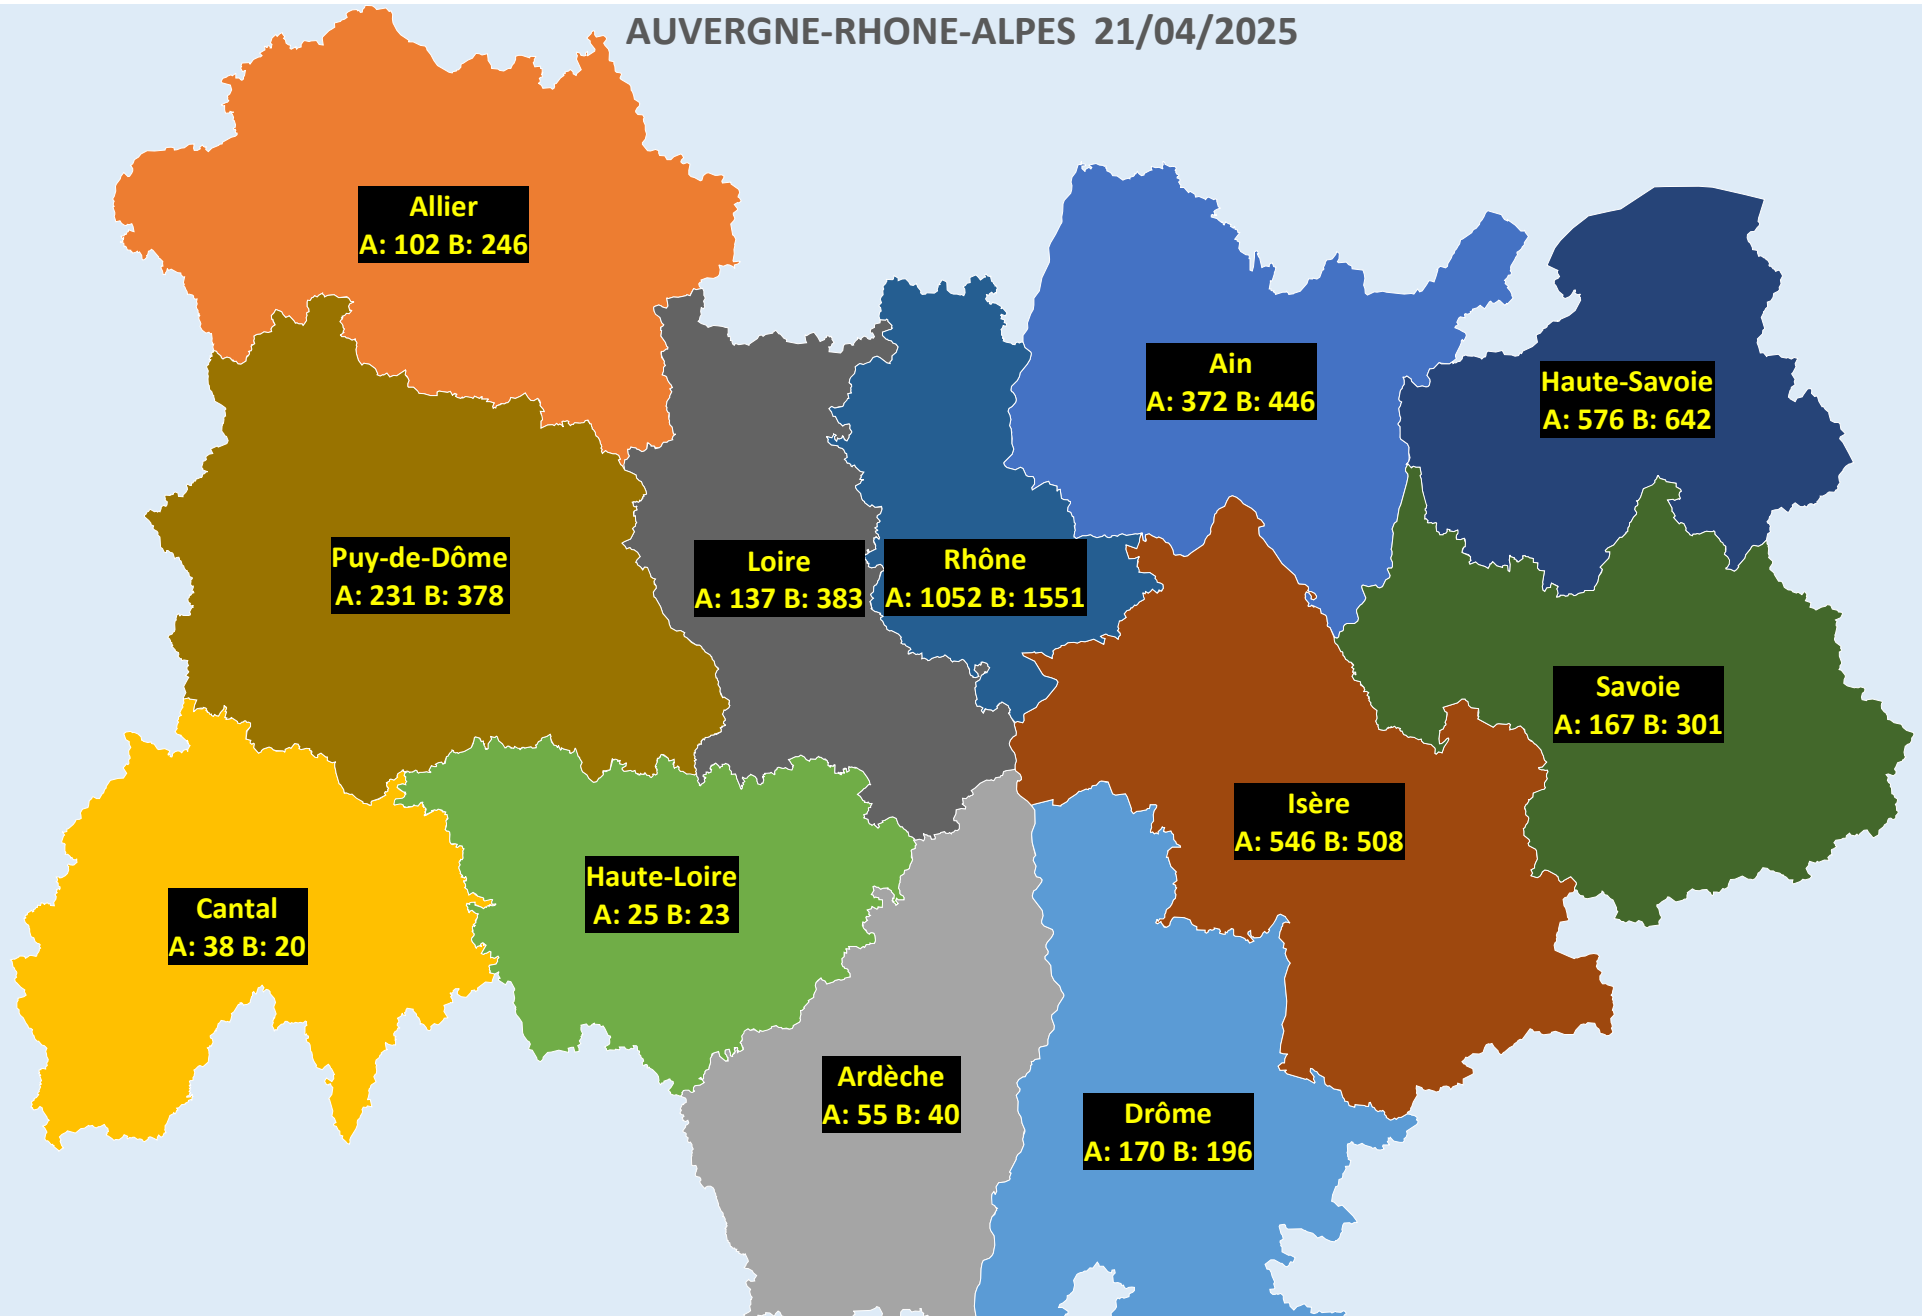 AUVERGNE-RHONE-ALPES 21/04/2025
Allier
A: 102 B: 246
Ain
A: 372 B: 446
Haute-Savoie
A: 576 B: 642
Puy-de-Dôme
A: 231 B: 378
Loire
A: 137 B: 383
Rhône
A: 1052 B: 1551
Savoie
A: 167 B: 301
Isère
A: 546 B: 508
Haute-Loire
A: 25 B: 23
Cantal
A: 38 B: 20
Ardèche
A: 55 B: 40
Drôme
A: 170 B: 196